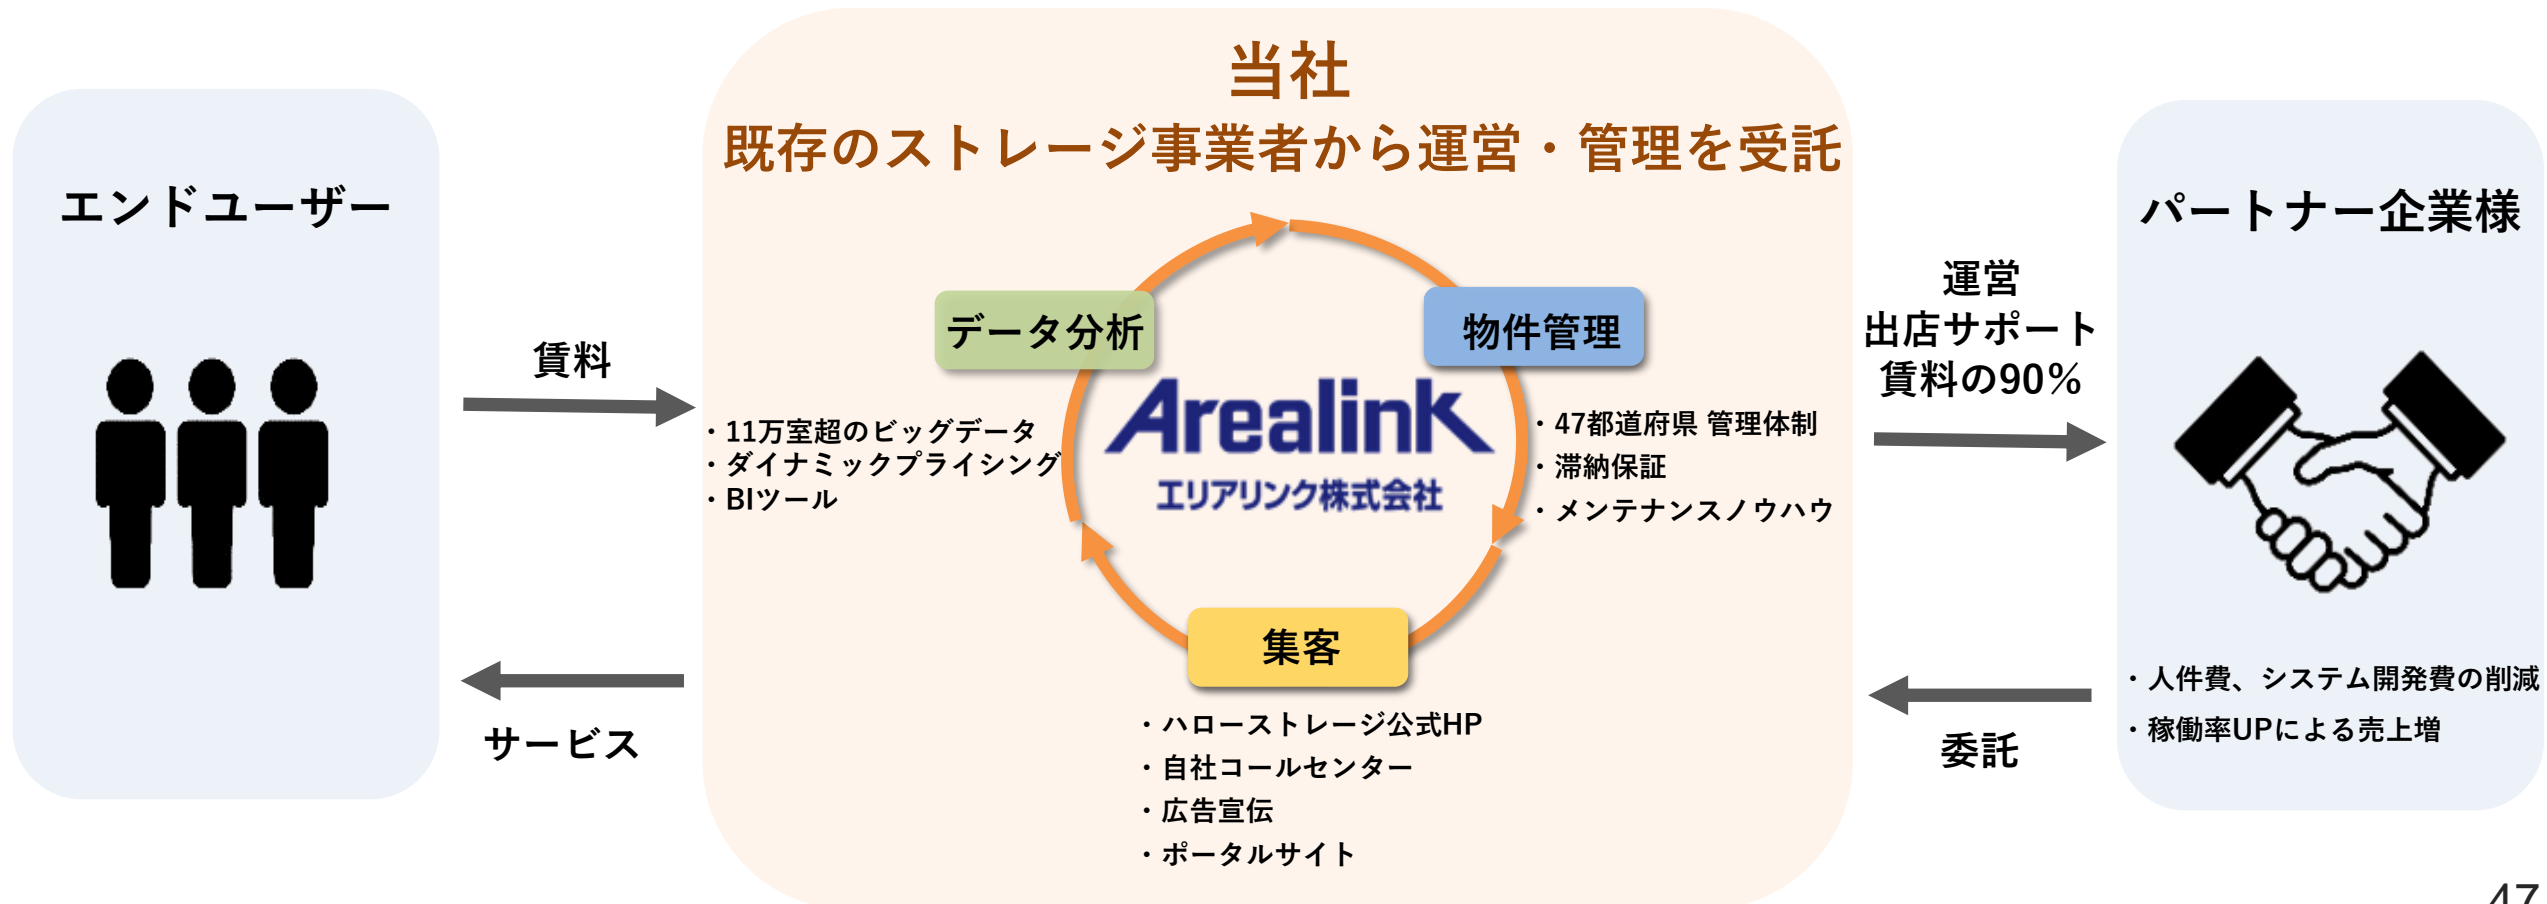 当社
既存のストレージ事業者から運営・管理を受託
エンドユーザー
賃料
サービス
データ分析
・11万室超のビッグデータ
・ダイナミックプライシング
・BIツール
Arealink
エリアリンク株式会社
物件管理
・47都道府県 管理体制
・滞納保証
・メンテナンスノウハウ
集客
・ハローストレージ公式HP
・自社コールセンター
・広告宣伝
・ポータルサイト
運営
出店サポート
賃料の90％
委託
パートナー企業様
・人件費、システム開発費の削減
・稼働率UPによる売上増
47